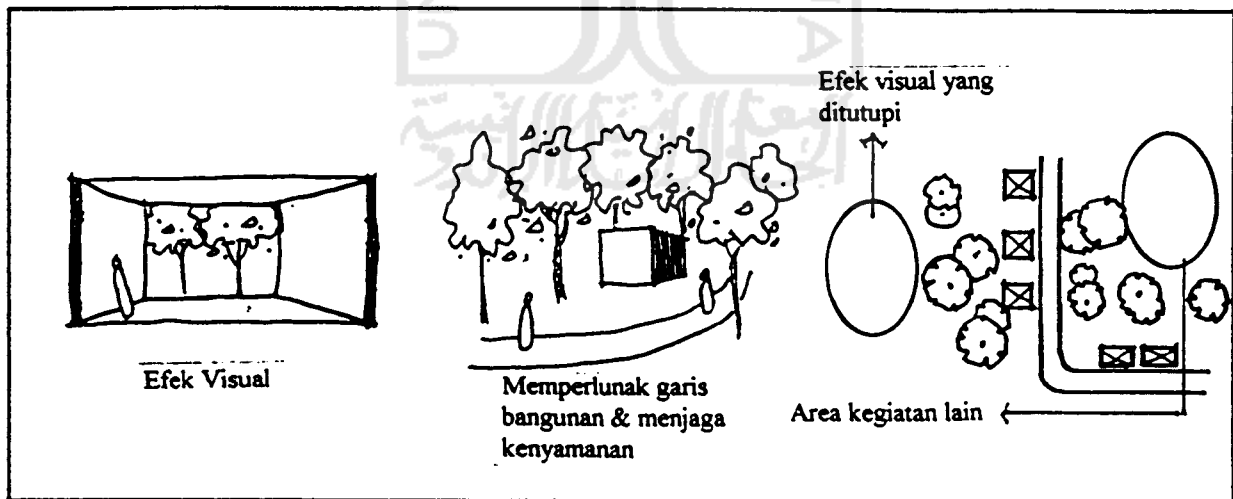 Efek Visual
Memperlunak garis
bangunan & menjaga
kenyamanan
Efek visual yang
ditutupi
Area kegiatan lain